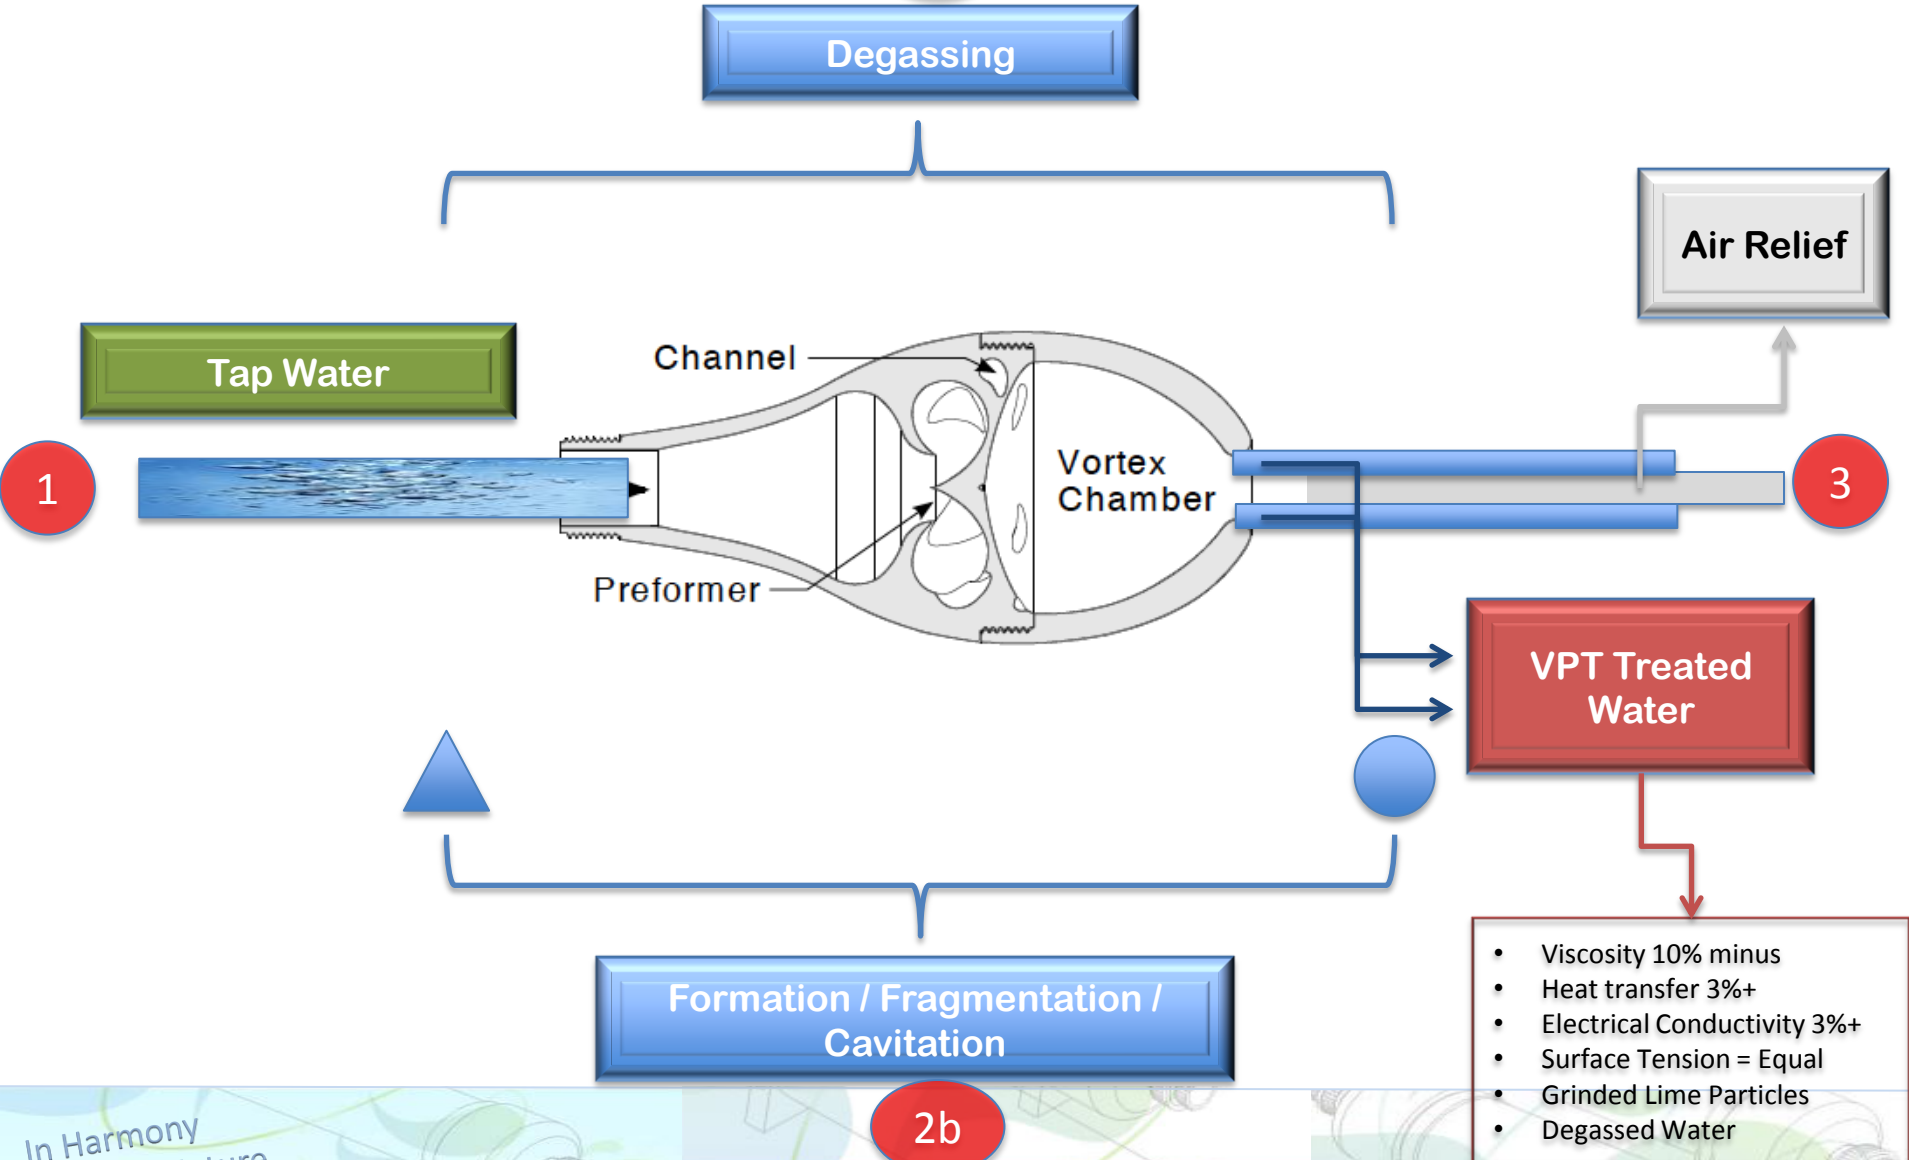 Degassing
Air Relief
Tap Water
Channel
1
Vortex
Chamber
3
Preformer
VPT Treated
Water
Formation / Fragmentation /
Cavitation
• Viscosity 10% minus
• Heat transfer 3%+
• Electrical Conductivity 3%+
• Surface Tension = Equal
• Grinded Lime Particles
• Degassed Water
2b
In Harmony